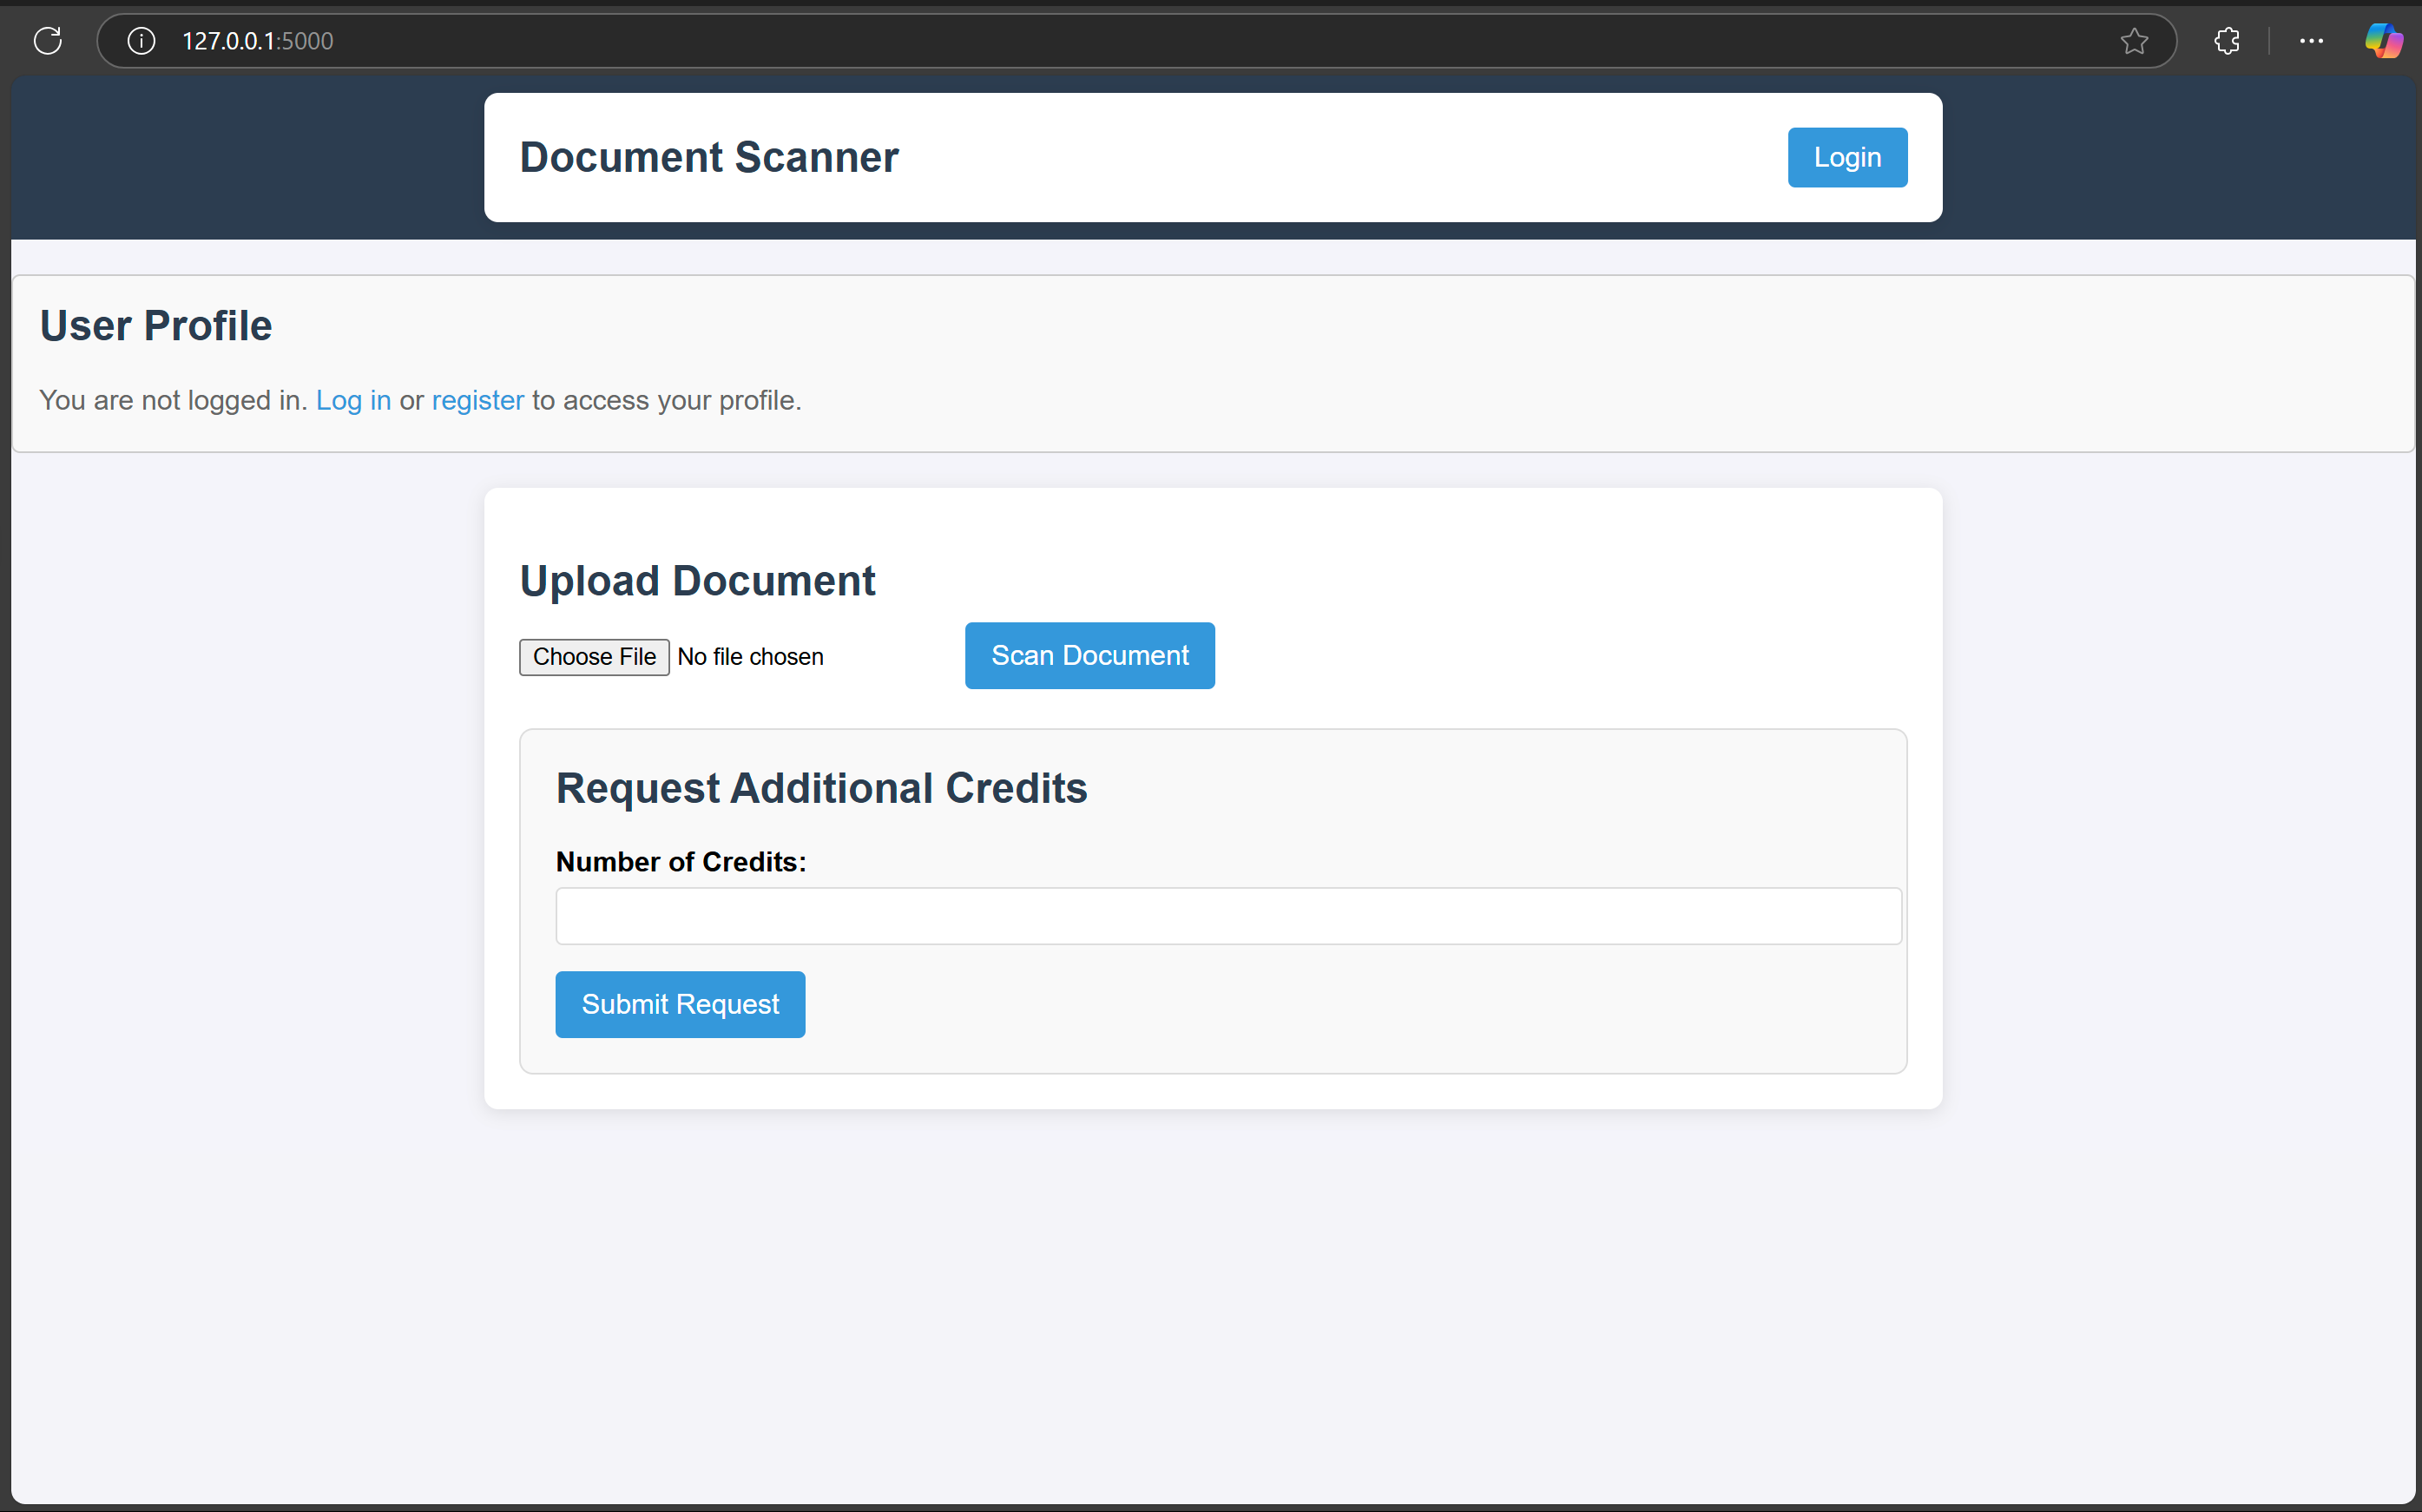 127.0.0.1:5000
Document Scanner
Login
User Profile
You are not logged in. Log in or register to access your profile.
Upload Document
Choose File No file chosen
Scan Document
Request Additional Credits
Number of Credits:
Submit Request